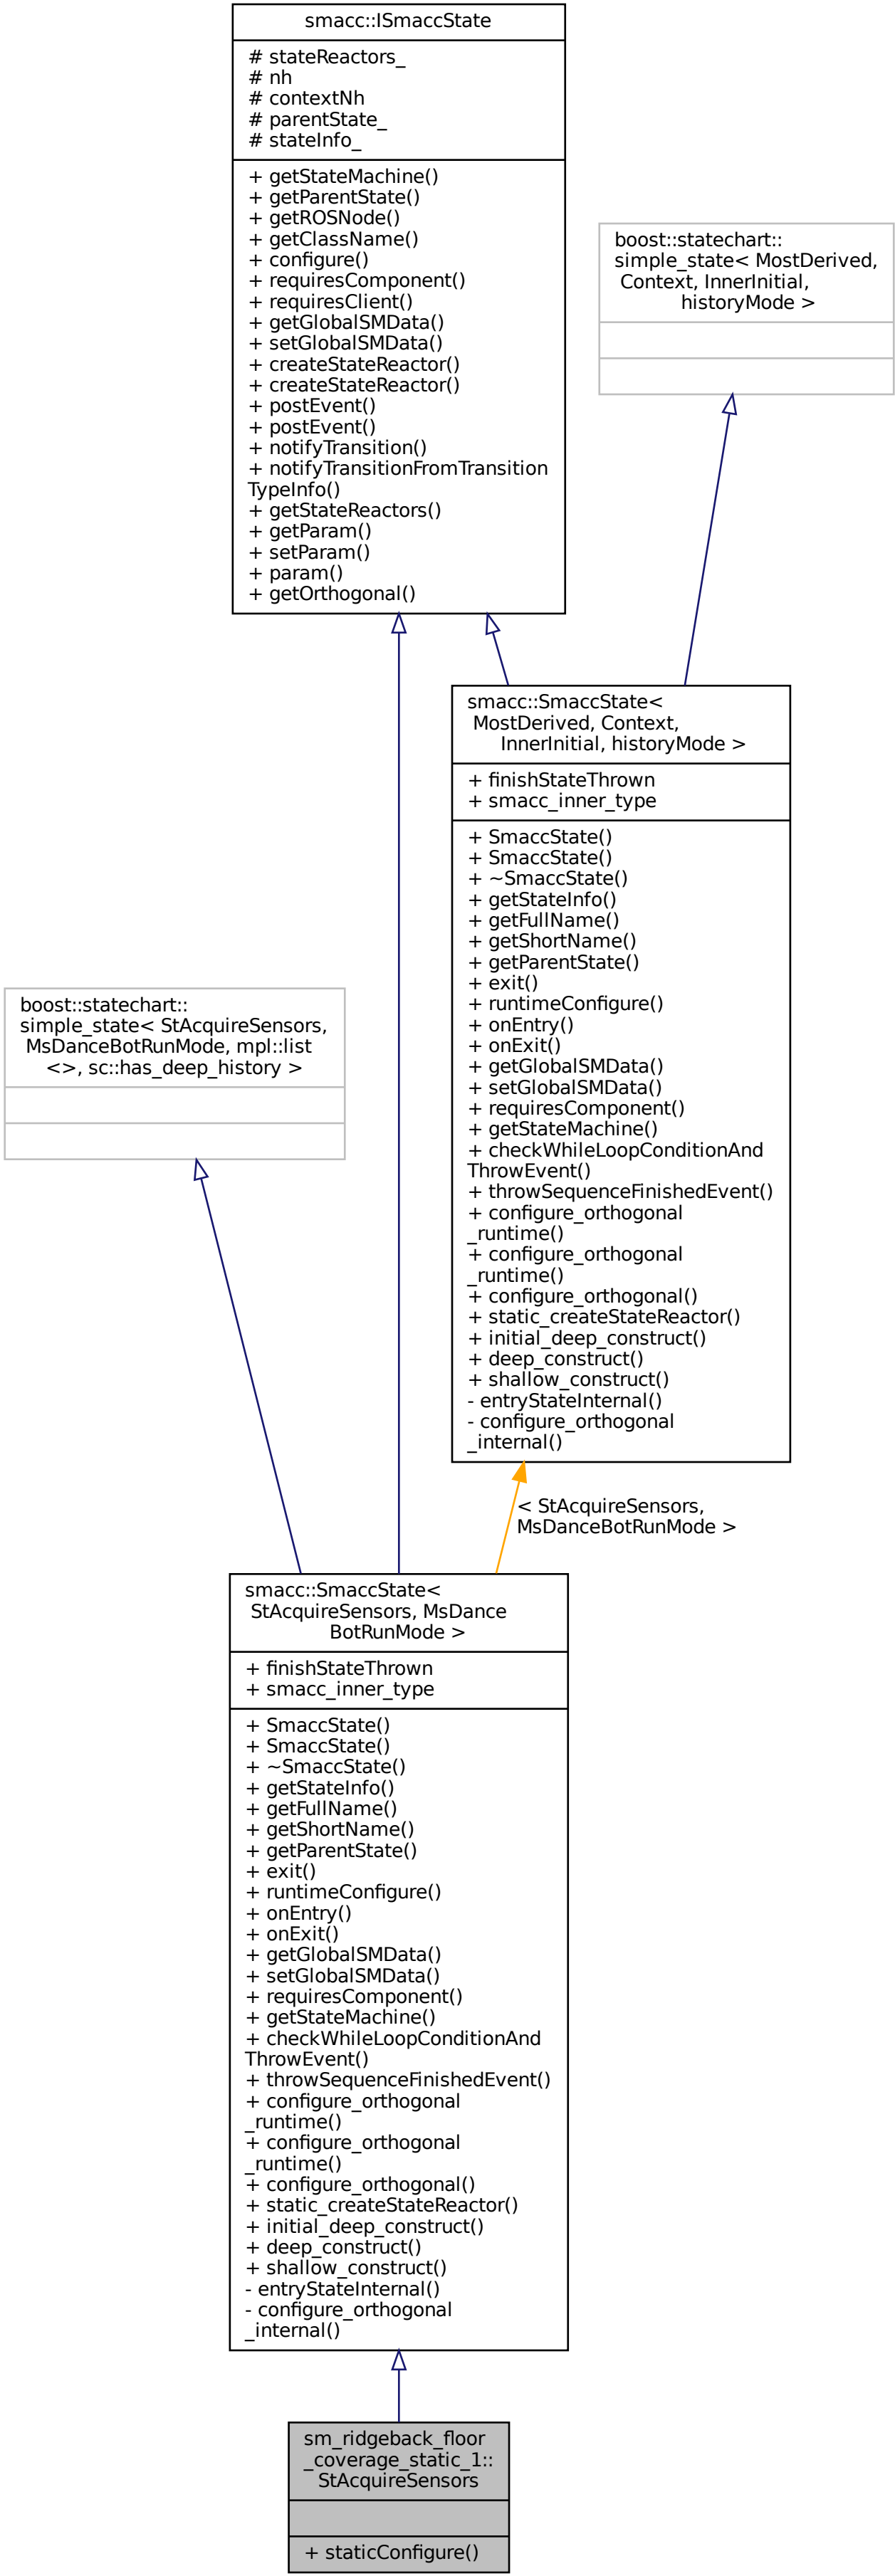 smacc::ISmaccState
# stateReactors_
# nh
# contextNh
# parentState_
# stateInfo_
+ getStateMachine()
+ getParentState()
+ getROSNode()
+ getClassName()
+ configure()
+ requiresComponent()
+ requiresClient()
+ getGlobalSMData()
+ setGlobalSMData()
+ createStateReactor()
+ createStateReactor()
+ postEvent()
+ postEvent()
+ notifyTransition()
+ notifyTransitionFromTransition
TypeInfo()
+ getStateReactors()
+ getParam()
+ setParam()
+ param()
+ getOrthogonal()
boost::statechart::
simple_state< MostDerived,
Context, InnerInitial,
historyMode >
smacc::SmaccState<
MostDerived, Context,
InnerInitial, historyMode >
+ finishStateThrown
+ smacc_inner_type
+ SmaccState()
+ SmaccState()
+ ~SmaccState()
+ getStateInfo()
+ getFullName()
+ getShortName()
+ getParentState()
+ exit()
+ runtimeConfigure()
+ onEntry()
+ onExit()
+ getGlobalSMData()
+ setGlobalSMData()
+ requiresComponent()
+ getStateMachine()
+ checkWhileLoopConditionAnd
ThrowEvent()
+ throwSequenceFinishedEvent()
+ configure_orthogonal
_runtime()
+ configure_orthogonal
_runtime()
+ configure_orthogonal()
+ static_createStateReactor()
+ initial_deep_construct()
+ deep_construct()
+ shallow_construct()
- entryStateInternal()
- configure_orthogonal
_internal()
boost::statechart::
simple_state< StAcquireSensors,
MsDanceBotRunMode, mpl::list
<>, sc::has_deep_history >
< StAcquireSensors,
MsDanceBotRunMode >
smacc::SmaccState<
StAcquireSensors, MsDance
BotRunMode >
+ finishStateThrown
+ smacc_inner_type
+ SmaccState()
+ SmaccState()
+ ~SmaccState()
+ getStateInfo()
+ getFullName()
+ getShortName()
+ getParentState()
+ exit()
+ runtimeConfigure()
+ onEntry()
+ onExit()
+ getGlobalSMData()
+ setGlobalSMData()
+ requiresComponent()
+ getStateMachine()
+ checkWhileLoopConditionAnd
ThrowEvent()
+ throwSequenceFinishedEvent()
+ configure_orthogonal
_runtime()
+ configure_orthogonal
_runtime()
+ configure_orthogonal()
+ static_createStateReactor()
+ initial_deep_construct()
+ deep_construct()
+ shallow_construct()
- entryStateInternal()
- configure_orthogonal
_internal()
sm_ridgeback_floor
_coverage_static_1::
StAcquireSensors
+ staticConfigure()